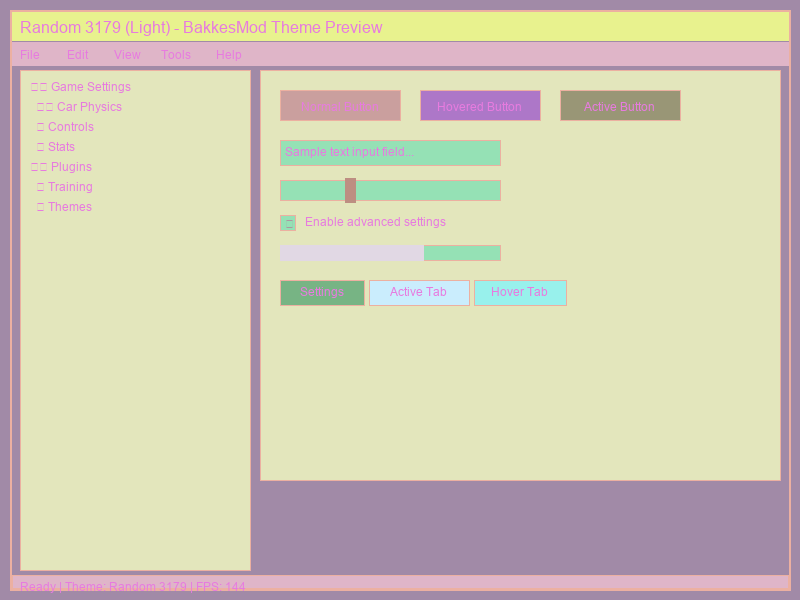 Random 3179 (Light) - BakkesMod Theme Preview
File Edit View Tools Help
Game Settings
Car Physics
Controls
Stats
Plugins
Training
Themes
Normal Button Hovered Button Active Button
Sample text input field...
Enable advanced settings
Settings Active Tab Hover Tab
Ready | Theme: Random 3179 | FPS: 144